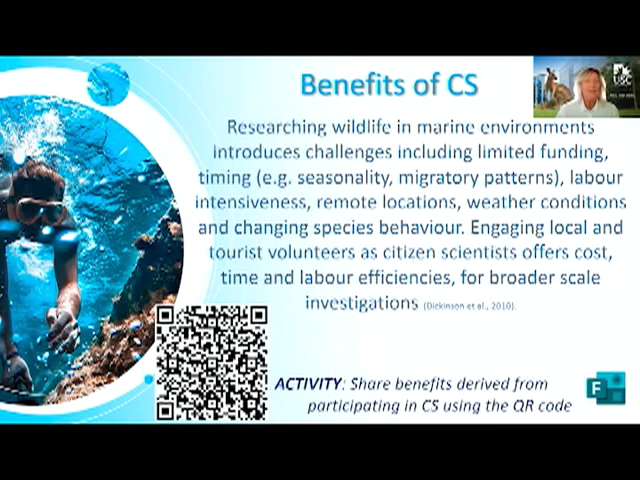 Benefits of CS
USC
Researching wildlife in marine environments
introduces challenges including limited funding,
timing (e.g. seasonality, migratory patterns), labour
intensiveness, remote locations, weather conditions
and changing species behaviour. Engaging local and
tourist volunteers as citizen scientists offers cost,
time and labour efficiencies, for broader scale
investigations (Dickinson et al., 2010).
ACTIVITY: Share benefits derived from
participating in CS using the QR code
F